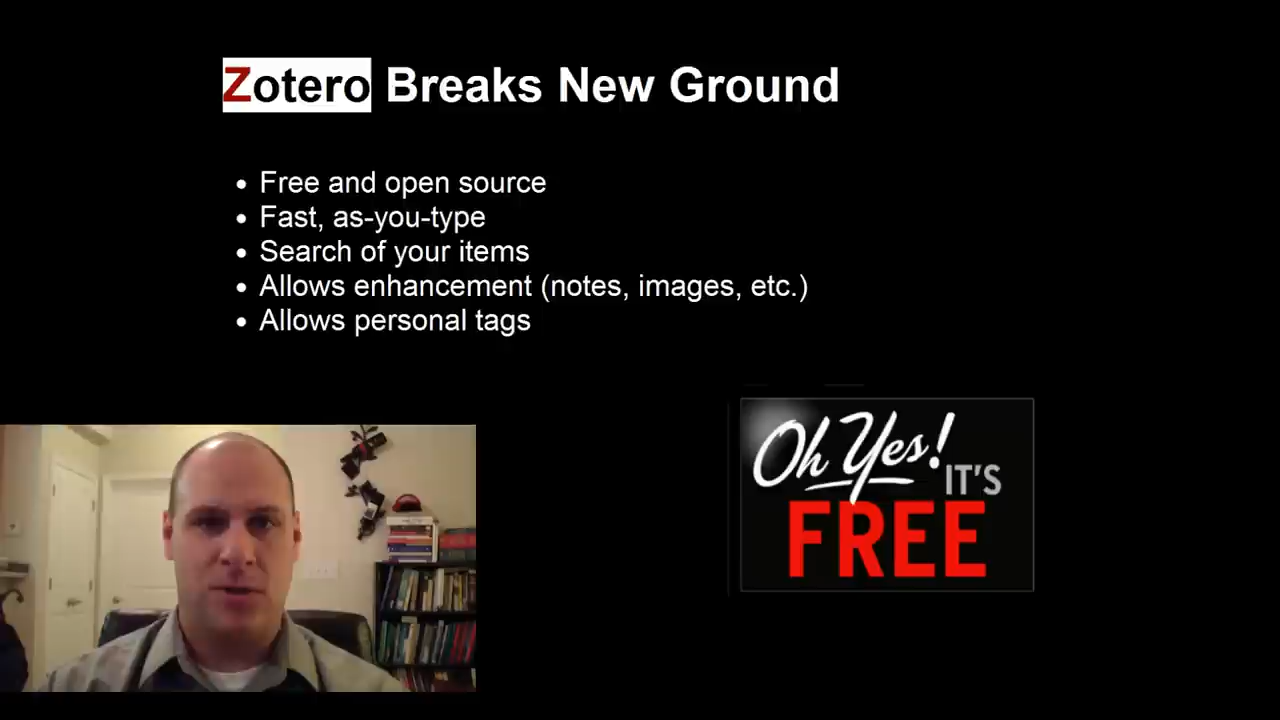 Zotero Breaks New Ground
• Free and open source
• Fast, as-you-type
• Search of your items
• Allows enhancement (notes, images, etc.)
• Allows personal tags
Oh Yes!
IT'S
FREE